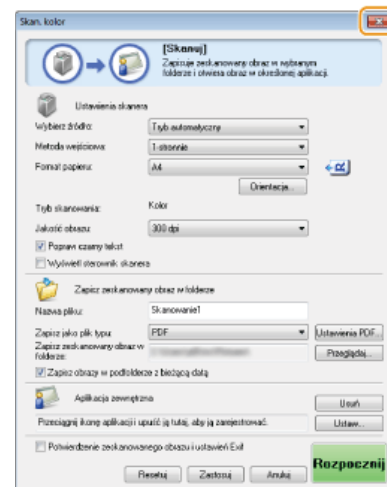 Skan. kolor
[Skanuj]
Zapisuje zeskanowany obraz w wybranym
folderze i otwiera obraz w określonej aplikacji.
Ustawienia skanera
Wybierz źródło: Tryb automatyczny
Metoda wejściowa: 1-stronnie
Format papieru: A4
Orientacja...
Tryb skanowania: Kolor
Jakość obrazu: 300 dpi
Popraw czarny tekst
Wyświetl sterownik skanera
Zapisz zeskanowany obraz w folderze
Nazwa pliku: Skanowanie1
Zapisz jako plik typu: PDF Ustawienia PDF...
Zapisz zeskanowany obraz w
folderze: Przeglądaj...
Zapisz obrazy w podfolderze z bieżącą datą
Aplikacja zewnętrzna Usuń
Przeciągnij ikonę aplikacji i upuść ją tutaj, aby ją zarejestrować. Ustaw...
Potwierdzenie zeskanowanego obrazu i ustawień Exif
Resetuj Zastosuj Anuluj Rozpocznij